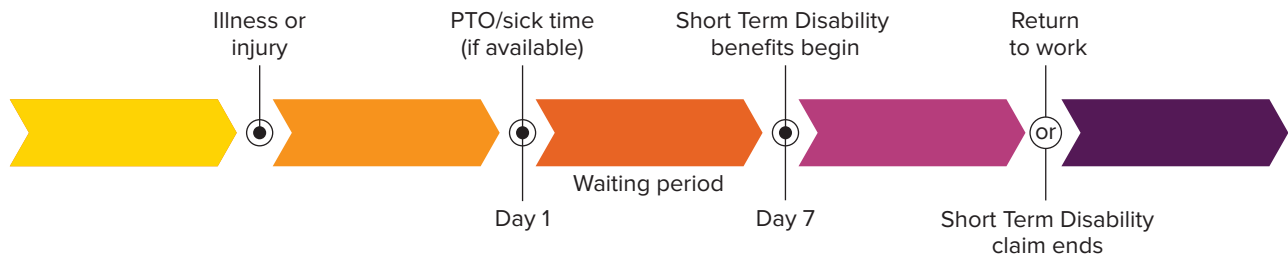 Illness or
injury
PTO/sick time
(if available)
Short Term Disability
benefits begin
Return
to work
or
Waiting period
Day 1
Day 7
Short Term Disability
claim ends